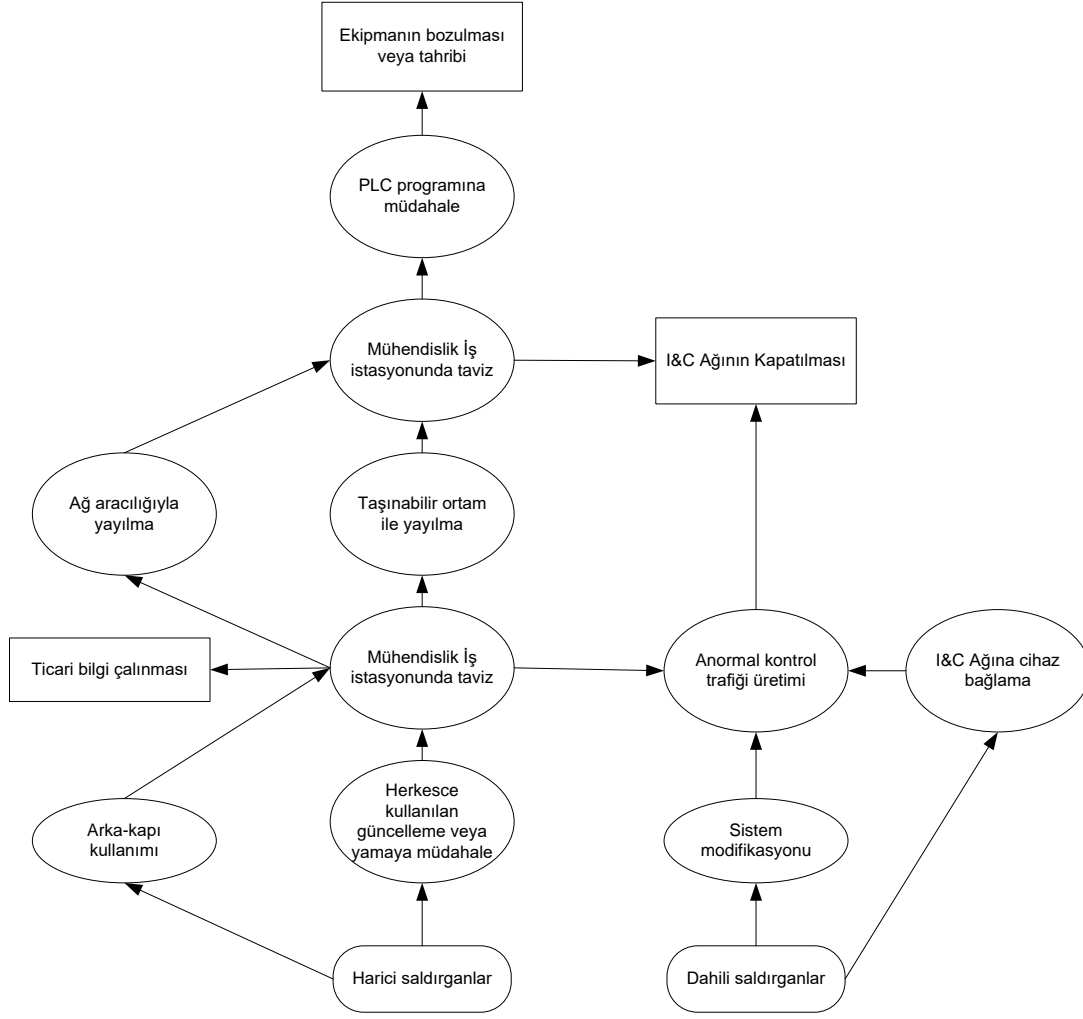 Ekipmanın bozulması
veya tahribi
PLC programına
müdahale
Mühendislik İş
istasyonunda taviz
I&C Ağının Kapatılması
Ağ aracılığıyla
yayılma
Taşınabilir ortam
ile yayılma
Ticari bilgi çalınması
Mühendislik İş
istasyonunda taviz
Anormal kontrol
trafiği üretimi
I&C Ağına cihaz
bağlama
Arka-kapı
kullanımı
Herkesce
kullanılan
güncelleme veya
yamaya müdahale
Sistem
modifikasyonu
Harici saldırganlar
Dahili saldırganlar